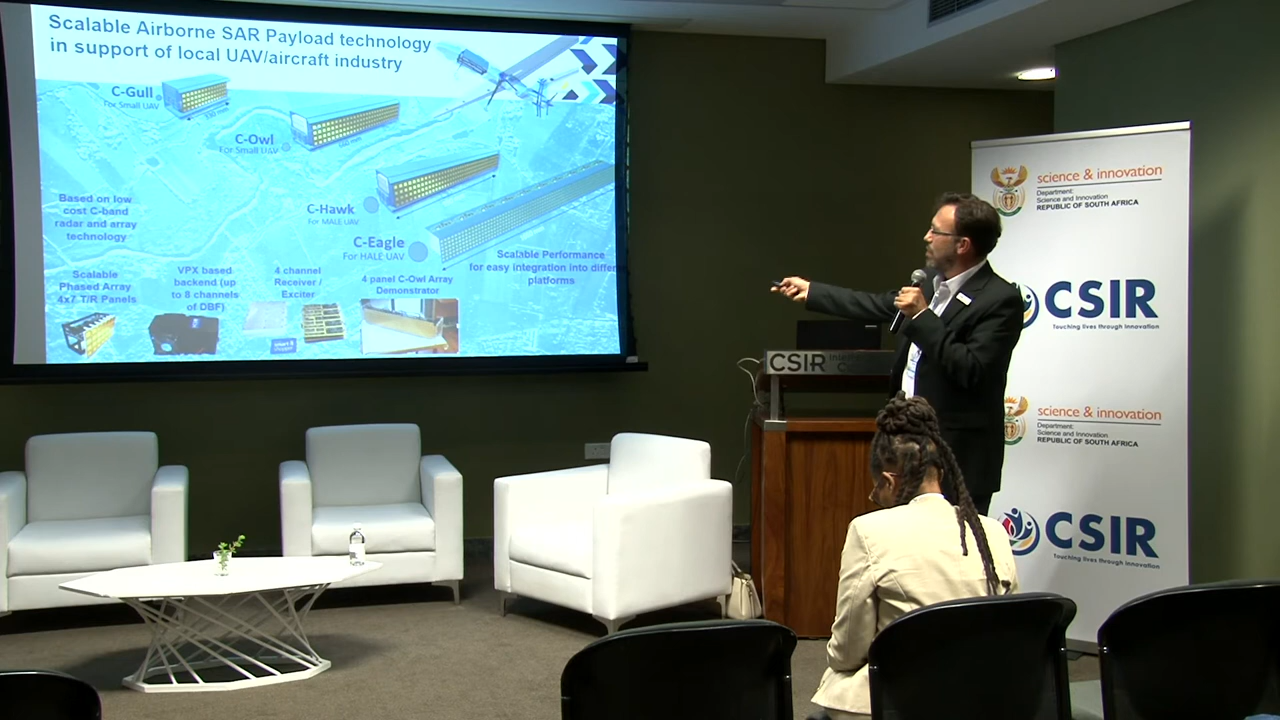 Scalable Airborne SAR Payload technology
in support of local UAV/aircraft industry
C-Gull
For Small UAV
330 mm
C-Owl
For Small UAV
C-Hawk
For MALE UAV
C-Eagle
For HALE UAV
Based on low
cost C-band
radar and array
technology
Scalable Performance
for easy integration into differen
platforms
Scalable
Phased Array
4x7 T/R Panels
VPX based
backend (up
to 8 channels
of DBF)
4 channel
Receiver /
Exciter
4 panel C-Owl Array
Demonstrator
CSIR
science & innovation
Department:
Science and Innovation
REPUBLIC OF SOUTH AFRICA
CSIR
Touching lives through innovation
science & innovation
Department:
Science and Innovation
REPUBLIC OF SOUTH AFRICA
CSIR
Touching lives through innovation